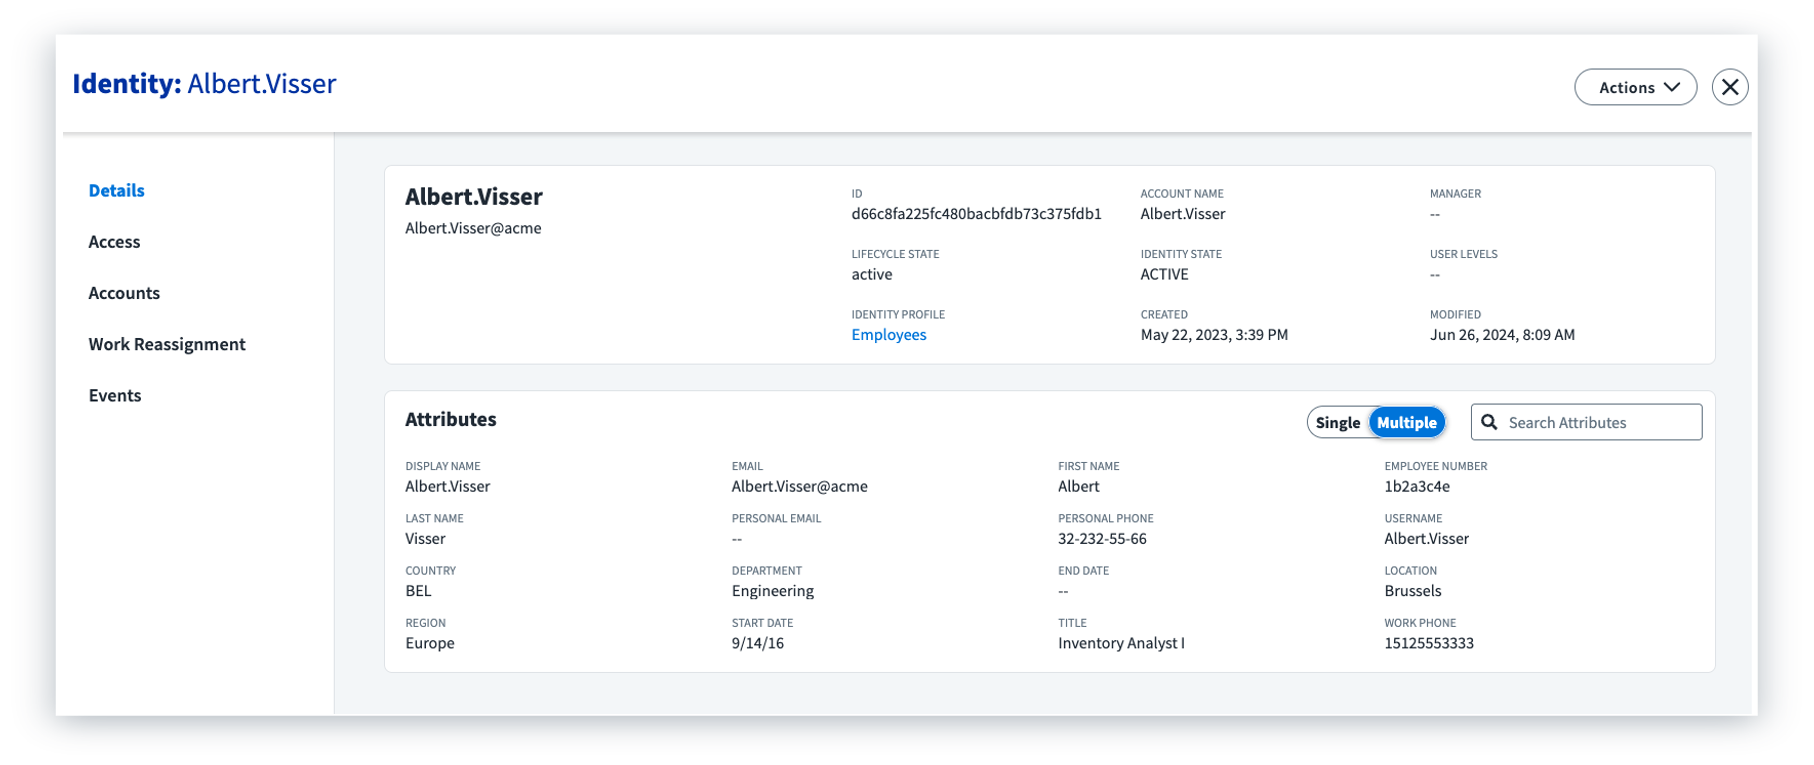 Identity: Albert.Visser
Actions
Details
Access
Accounts
Work Reassignment
Events
Albert.Visser
Albert.Visser@acme
ID
d66c8fa225fc480bacbfdb73c375fdb1
ACCOUNT NAME
Albert.Visser
MANAGER
--
LIFECYCLE STATE
active
IDENTITY STATE
ACTIVE
USER LEVELS
--
IDENTITY PROFILE
Employees
CREATED
May 22, 2023, 3:39 PM
MODIFIED
Jun 26, 2024, 8:09 AM
Attributes
Single Multiple
Search Attributes
DISPLAY NAME
Albert.Visser
EMAIL
Albert.Visser@acme
FIRST NAME
Albert
EMPLOYEE NUMBER
1b2a3c4e
LAST NAME
Visser
PERSONAL EMAIL
--
PERSONAL PHONE
32-232-55-66
USERNAME
Albert.Visser
COUNTRY
BEL
DEPARTMENT
Engineering
END DATE
--
LOCATION
Brussels
REGION
Europe
START DATE
9/14/16
TITLE
Inventory Analyst I
WORK PHONE
15125553333